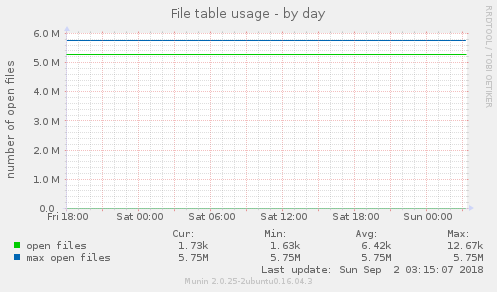 File table usage - by day
RRDTOOL / TOBI OETIKER
number of open files
6.0 M
5.0 M
4.0 M
3.0 M
2.0 M
1.0 M
0.0
Fri 18:00 Sat 00:00 Sat 06:00 Sat 12:00 Sat 18:00 Sun 00:00
Cur: Min: Avg: Max:
open files 1.73k 1.63k 6.42k 12.67k
max open files 5.75M 5.75M 5.75M 5.75M
Last update: Sun Sep 2 03:15:07 2018
Munin 2.0.25-2ubuntu0.16.04.3